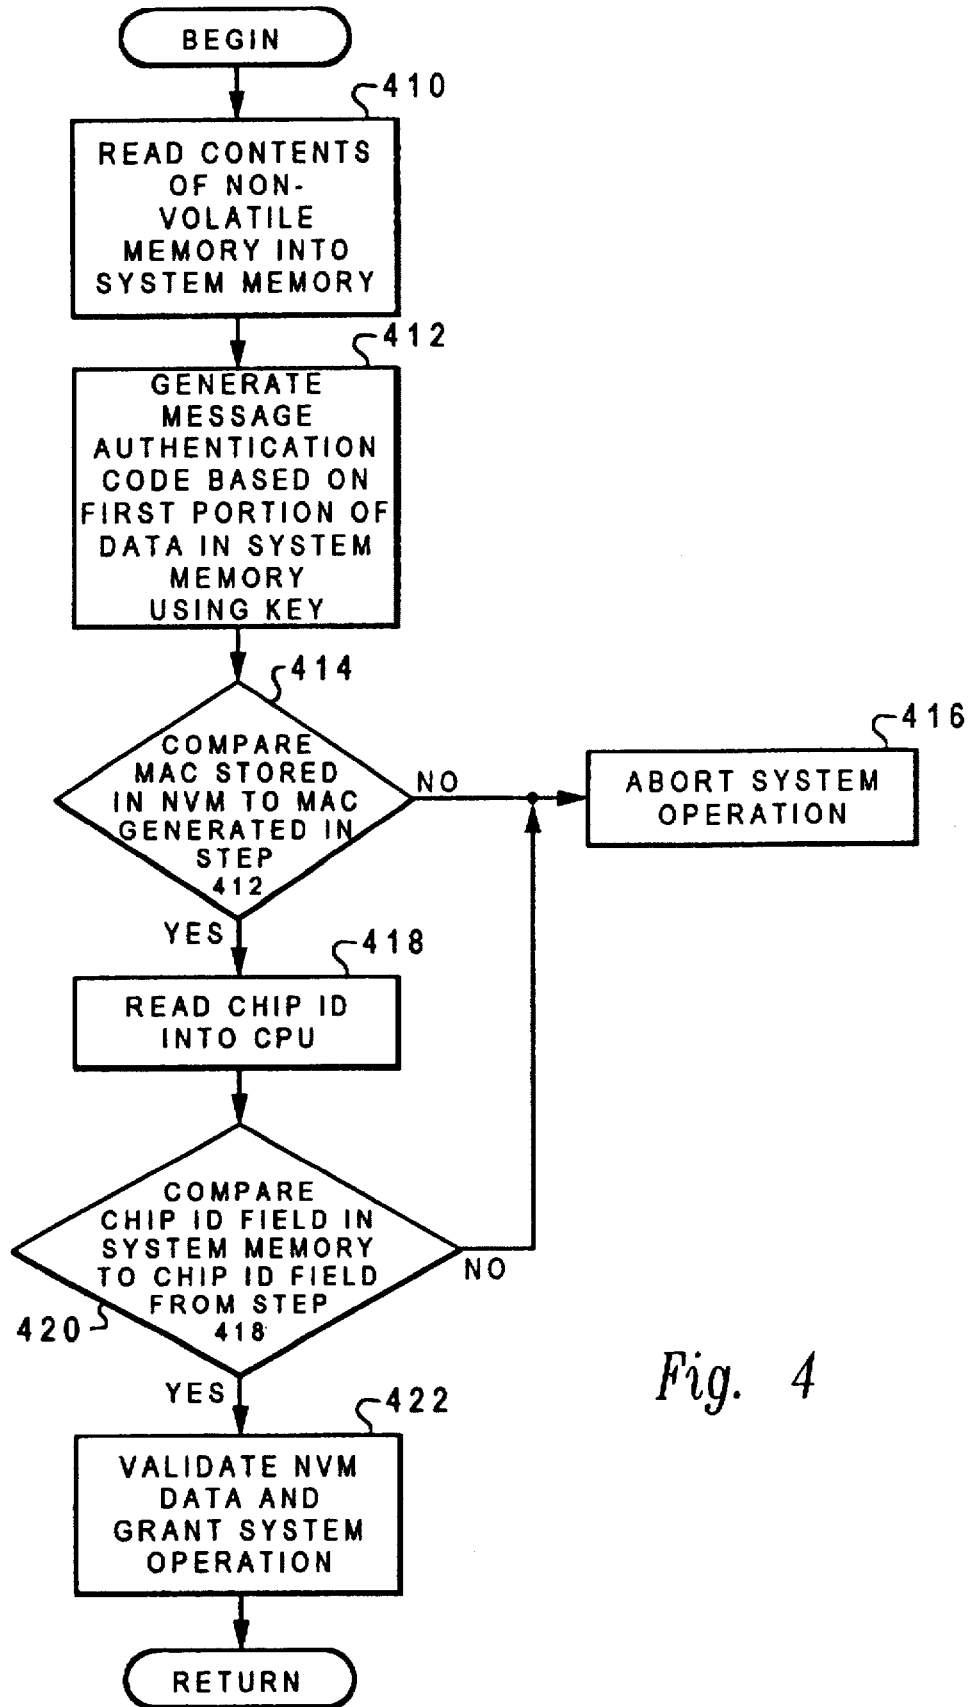 BEGIN
410
READ CONTENTS
OF NON-
VOLATILE
MEMORY INTO
SYSTEM MEMORY
412
GENERATE
MESSAGE
AUTHENTICATION
CODE BASED ON
FIRST PORTION OF
DATA IN SYSTEM
MEMORY
USING KEY
414
COMPARE
MAC STORED
IN NVM TO MAC
GENERATED IN
STEP
412
NO
416
ABORT SYSTEM
OPERATION
YES
418
READ CHIP ID
INTO CPU
COMPARE
CHIP ID FIELD IN
SYSTEM MEMORY
TO CHIP ID FIELD
FROM STEP
418
NO
420
YES
422
VALIDATE NVM
DATA AND
GRANT SYSTEM
OPERATION
RETURN
Fig. 4